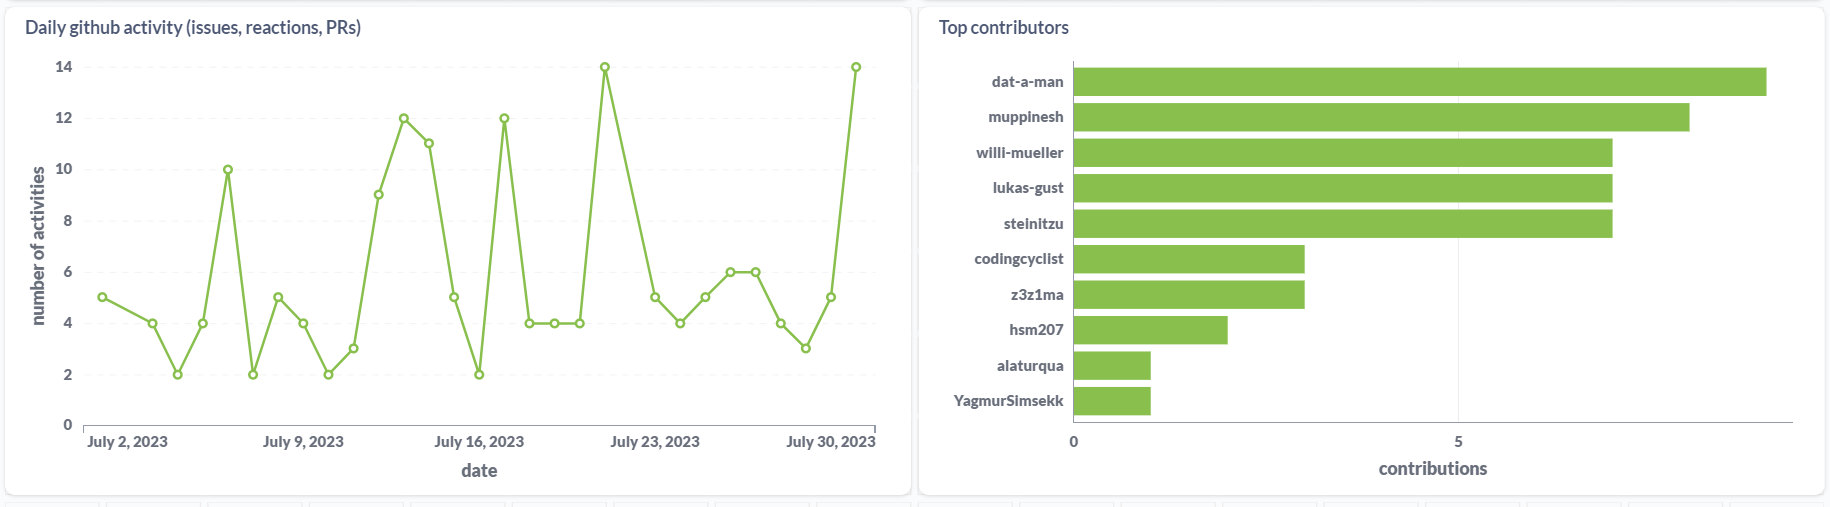 Daily github activity (issues, reactions, PRs)
14
12
10
8
6
4
2
0
number of activities
July 2, 2023
July 9, 2023
July 16, 2023
July 23, 2023
July 30, 2023
date
Top contributors
dat-a-man
muppinesh
willi-mueller
lukas-gust
steinitzu
codingcyclist
z3z1ma
hsm207
alaturqua
YagmurSimsekk
0
5
contributions